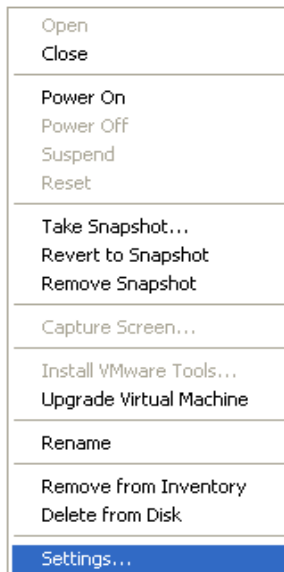 Open
Close
Power On
Power Off
Suspend
Reset
Take Snapshot...
Revert to Snapshot
Remove Snapshot
Capture Screen...
Install VMware Tools...
Upgrade Virtual Machine
Rename
Remove from Inventory
Delete from Disk
Settings...